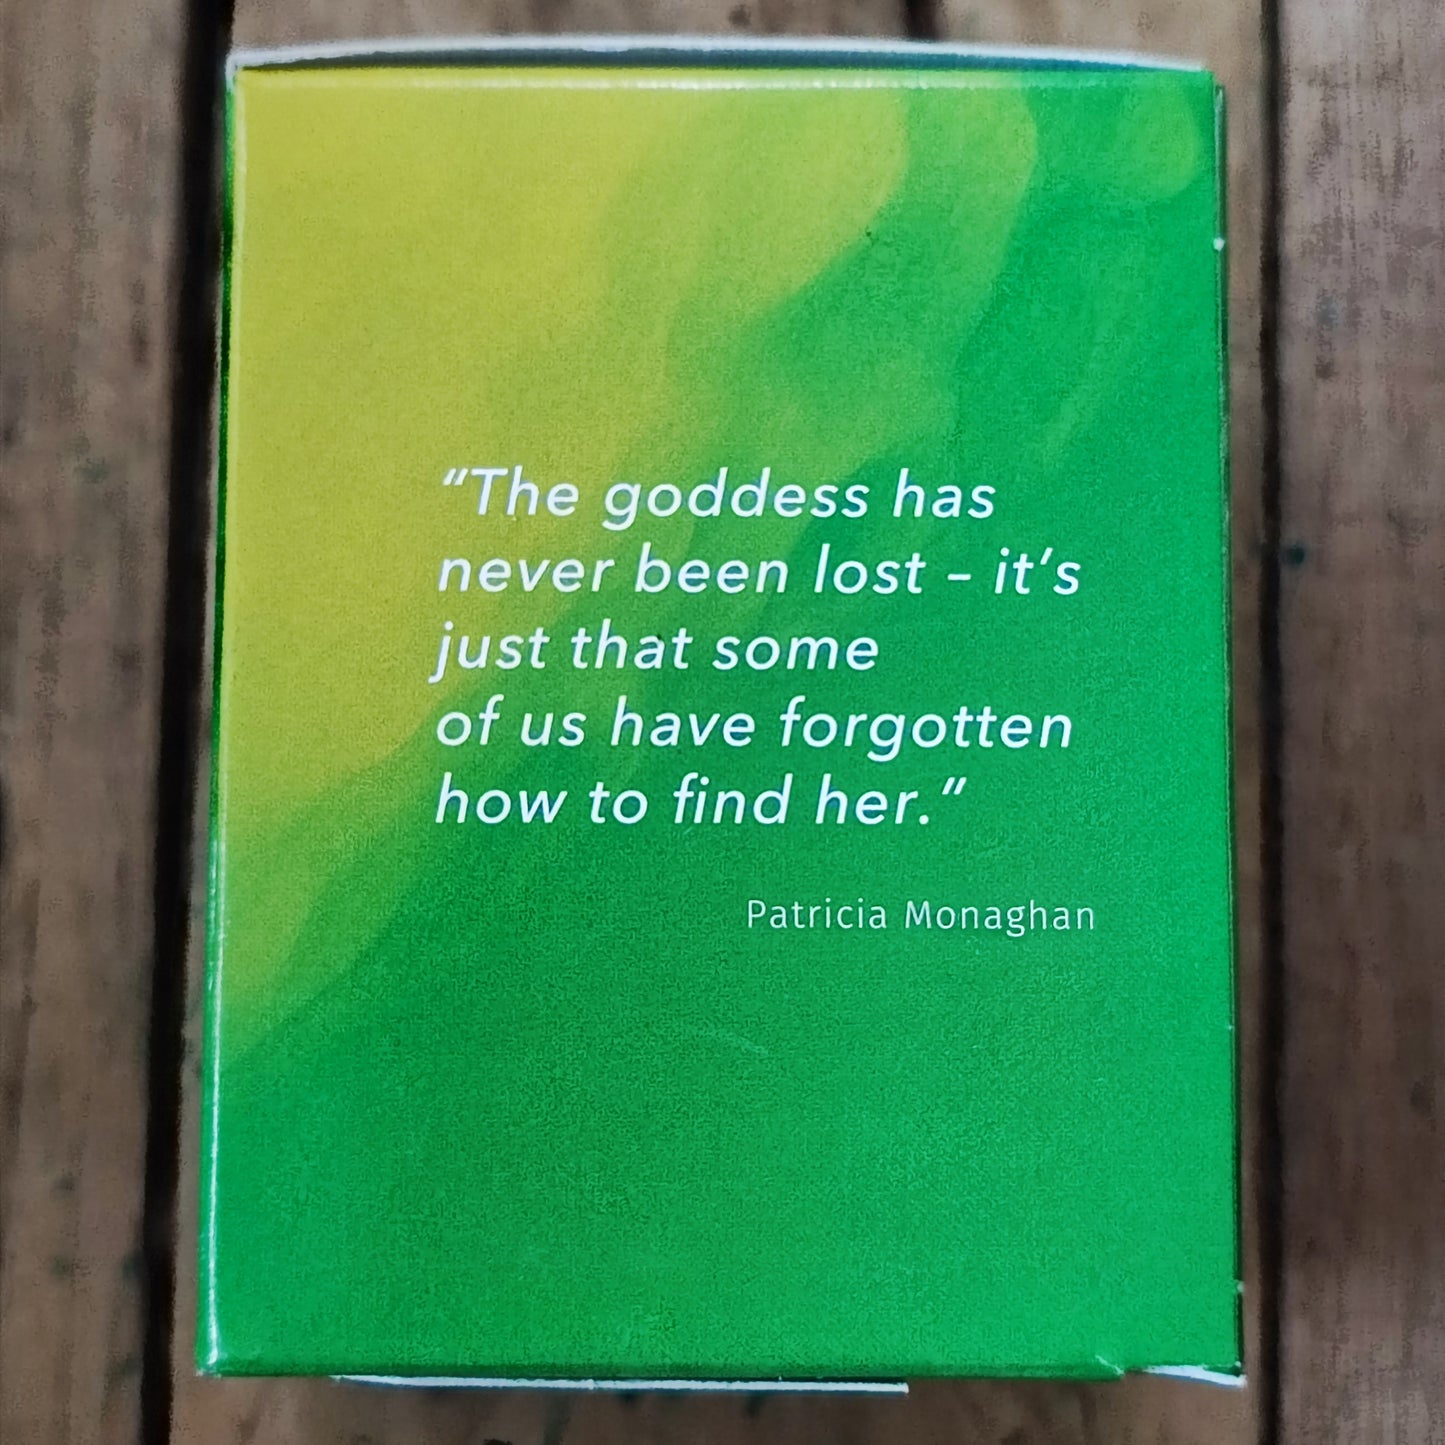 “The goddess has
never been lost – it’s
just that some
of us have forgotten
how to find her.”
Patricia Monaghan